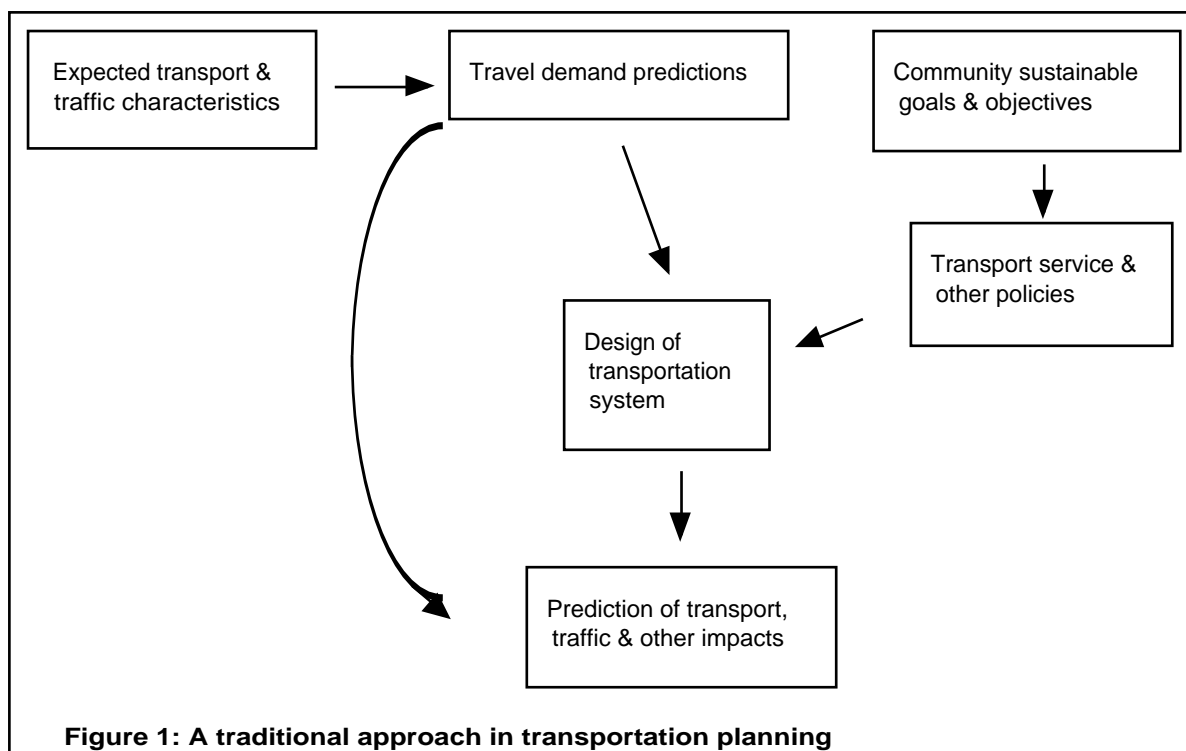 Expected transport &
traffic characteristics
Travel demand predictions
Community sustainable
goals & objectives
Transport service &
other policies
Design of
transportation
system
Prediction of transport,
traffic & other impacts
Figure 1: A traditional approach in transportation planning